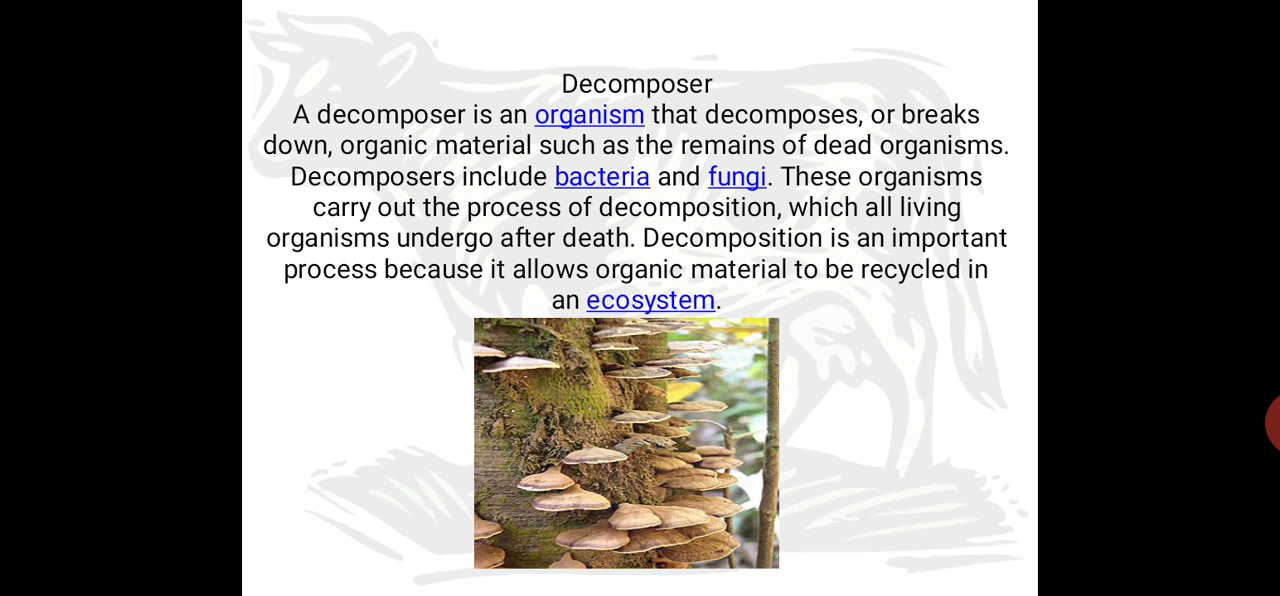 Decomposer
A decomposer is an organism that decomposes, or breaks
down, organic material such as the remains of dead organisms.
Decomposers include bacteria and fungi. These organisms
carry out the process of decomposition, which all living
organisms undergo after death. Decomposition is an important
process because it allows organic material to be recycled in
an ecosystem.